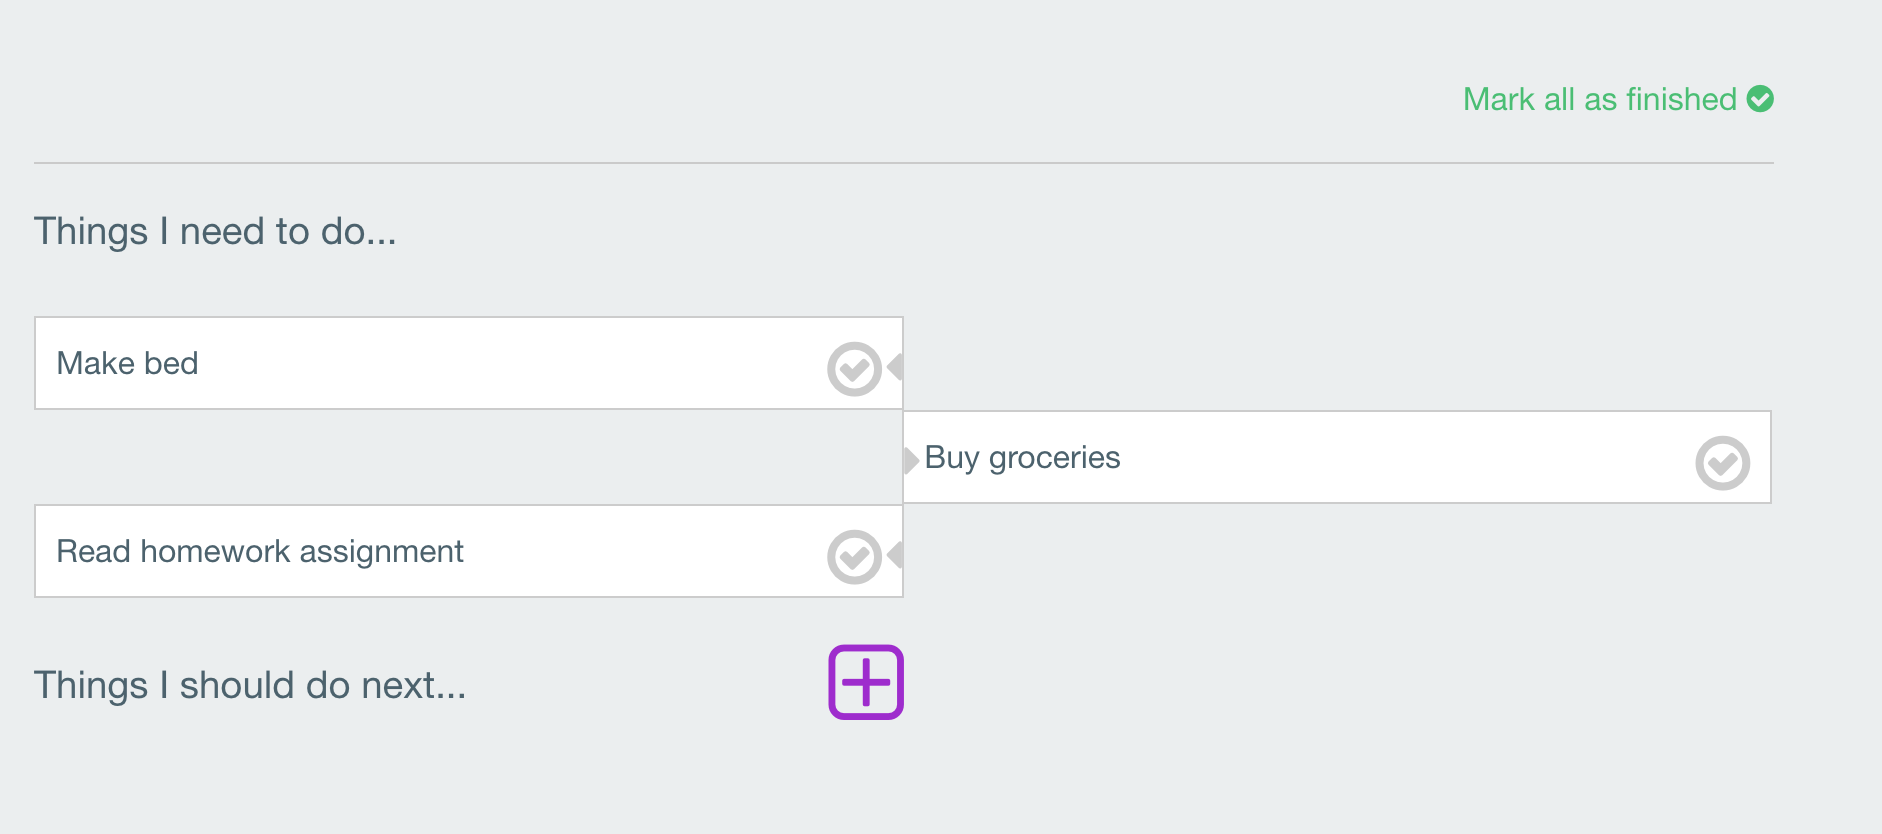 Mark all as finished
Things I need to do...
Make bed
Buy groceries
Read homework assignment
Things I should do next...